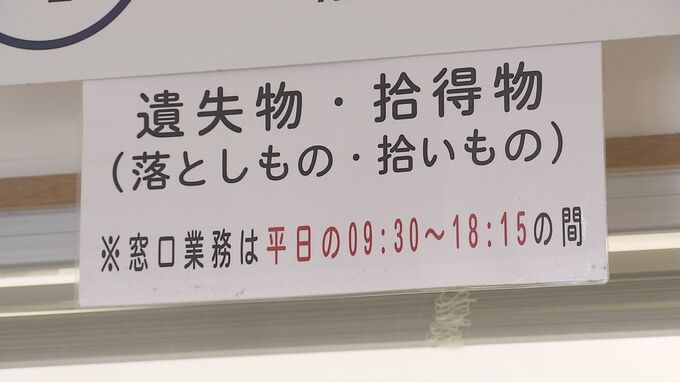 遺失物・拾得物
(落としもの・拾いもの)
※窓口業務は平日の09:30～18:15の間